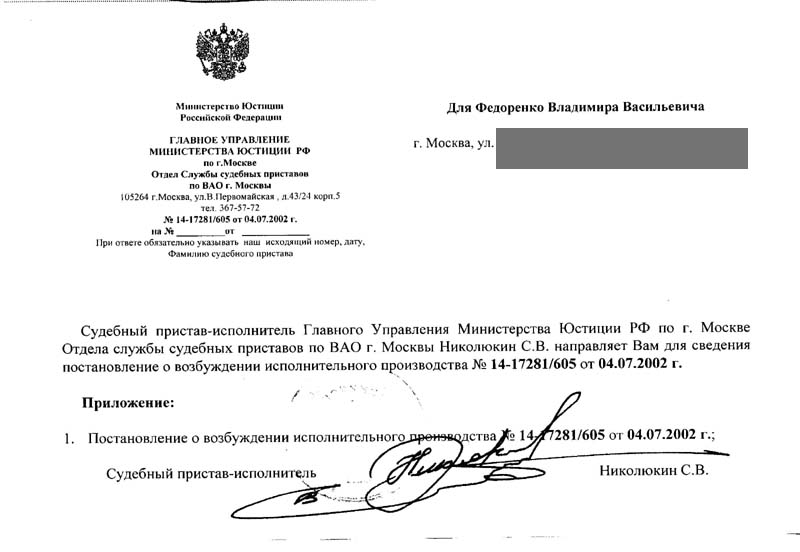 Министерство Юстиции
Российской Федерации
ГЛАВНОЕ УПРАВЛЕНИЕ
МИНИСТЕРСТВА ЮСТИЦИИ РФ
по г.Москве
Отдел Службы судебных приставов
по ВАО г. Москвы
105264 г.Москва, ул.В.Первомайская , д.43/24 корп.5
тел. 367-57-72
№ 14-17281/605 от 04.07.2002 г.
на № __________от _____________
При ответе обязательно указывать наш исходящий номер, дату,
Фамилию судебного пристава
Для Федоренко Владимира Васильевича
г. Москва, ул.
Судебный пристав-исполнитель Главного Управления Министерства Юстиции РФ по г. Москве
Отдела службы судебных приставов по ВАО г. Москвы Николюкин С.В. направляет Вам для сведения
постановление о возбуждении исполнительного производства № 14-17281/605 от 04.07.2002 г.
Приложение:
1. Постановление о возбуждении исполнительного производства № 14-17281/605 от 04.07.2002 г.;
Судебный пристав-исполнитель Николюкин С.В.